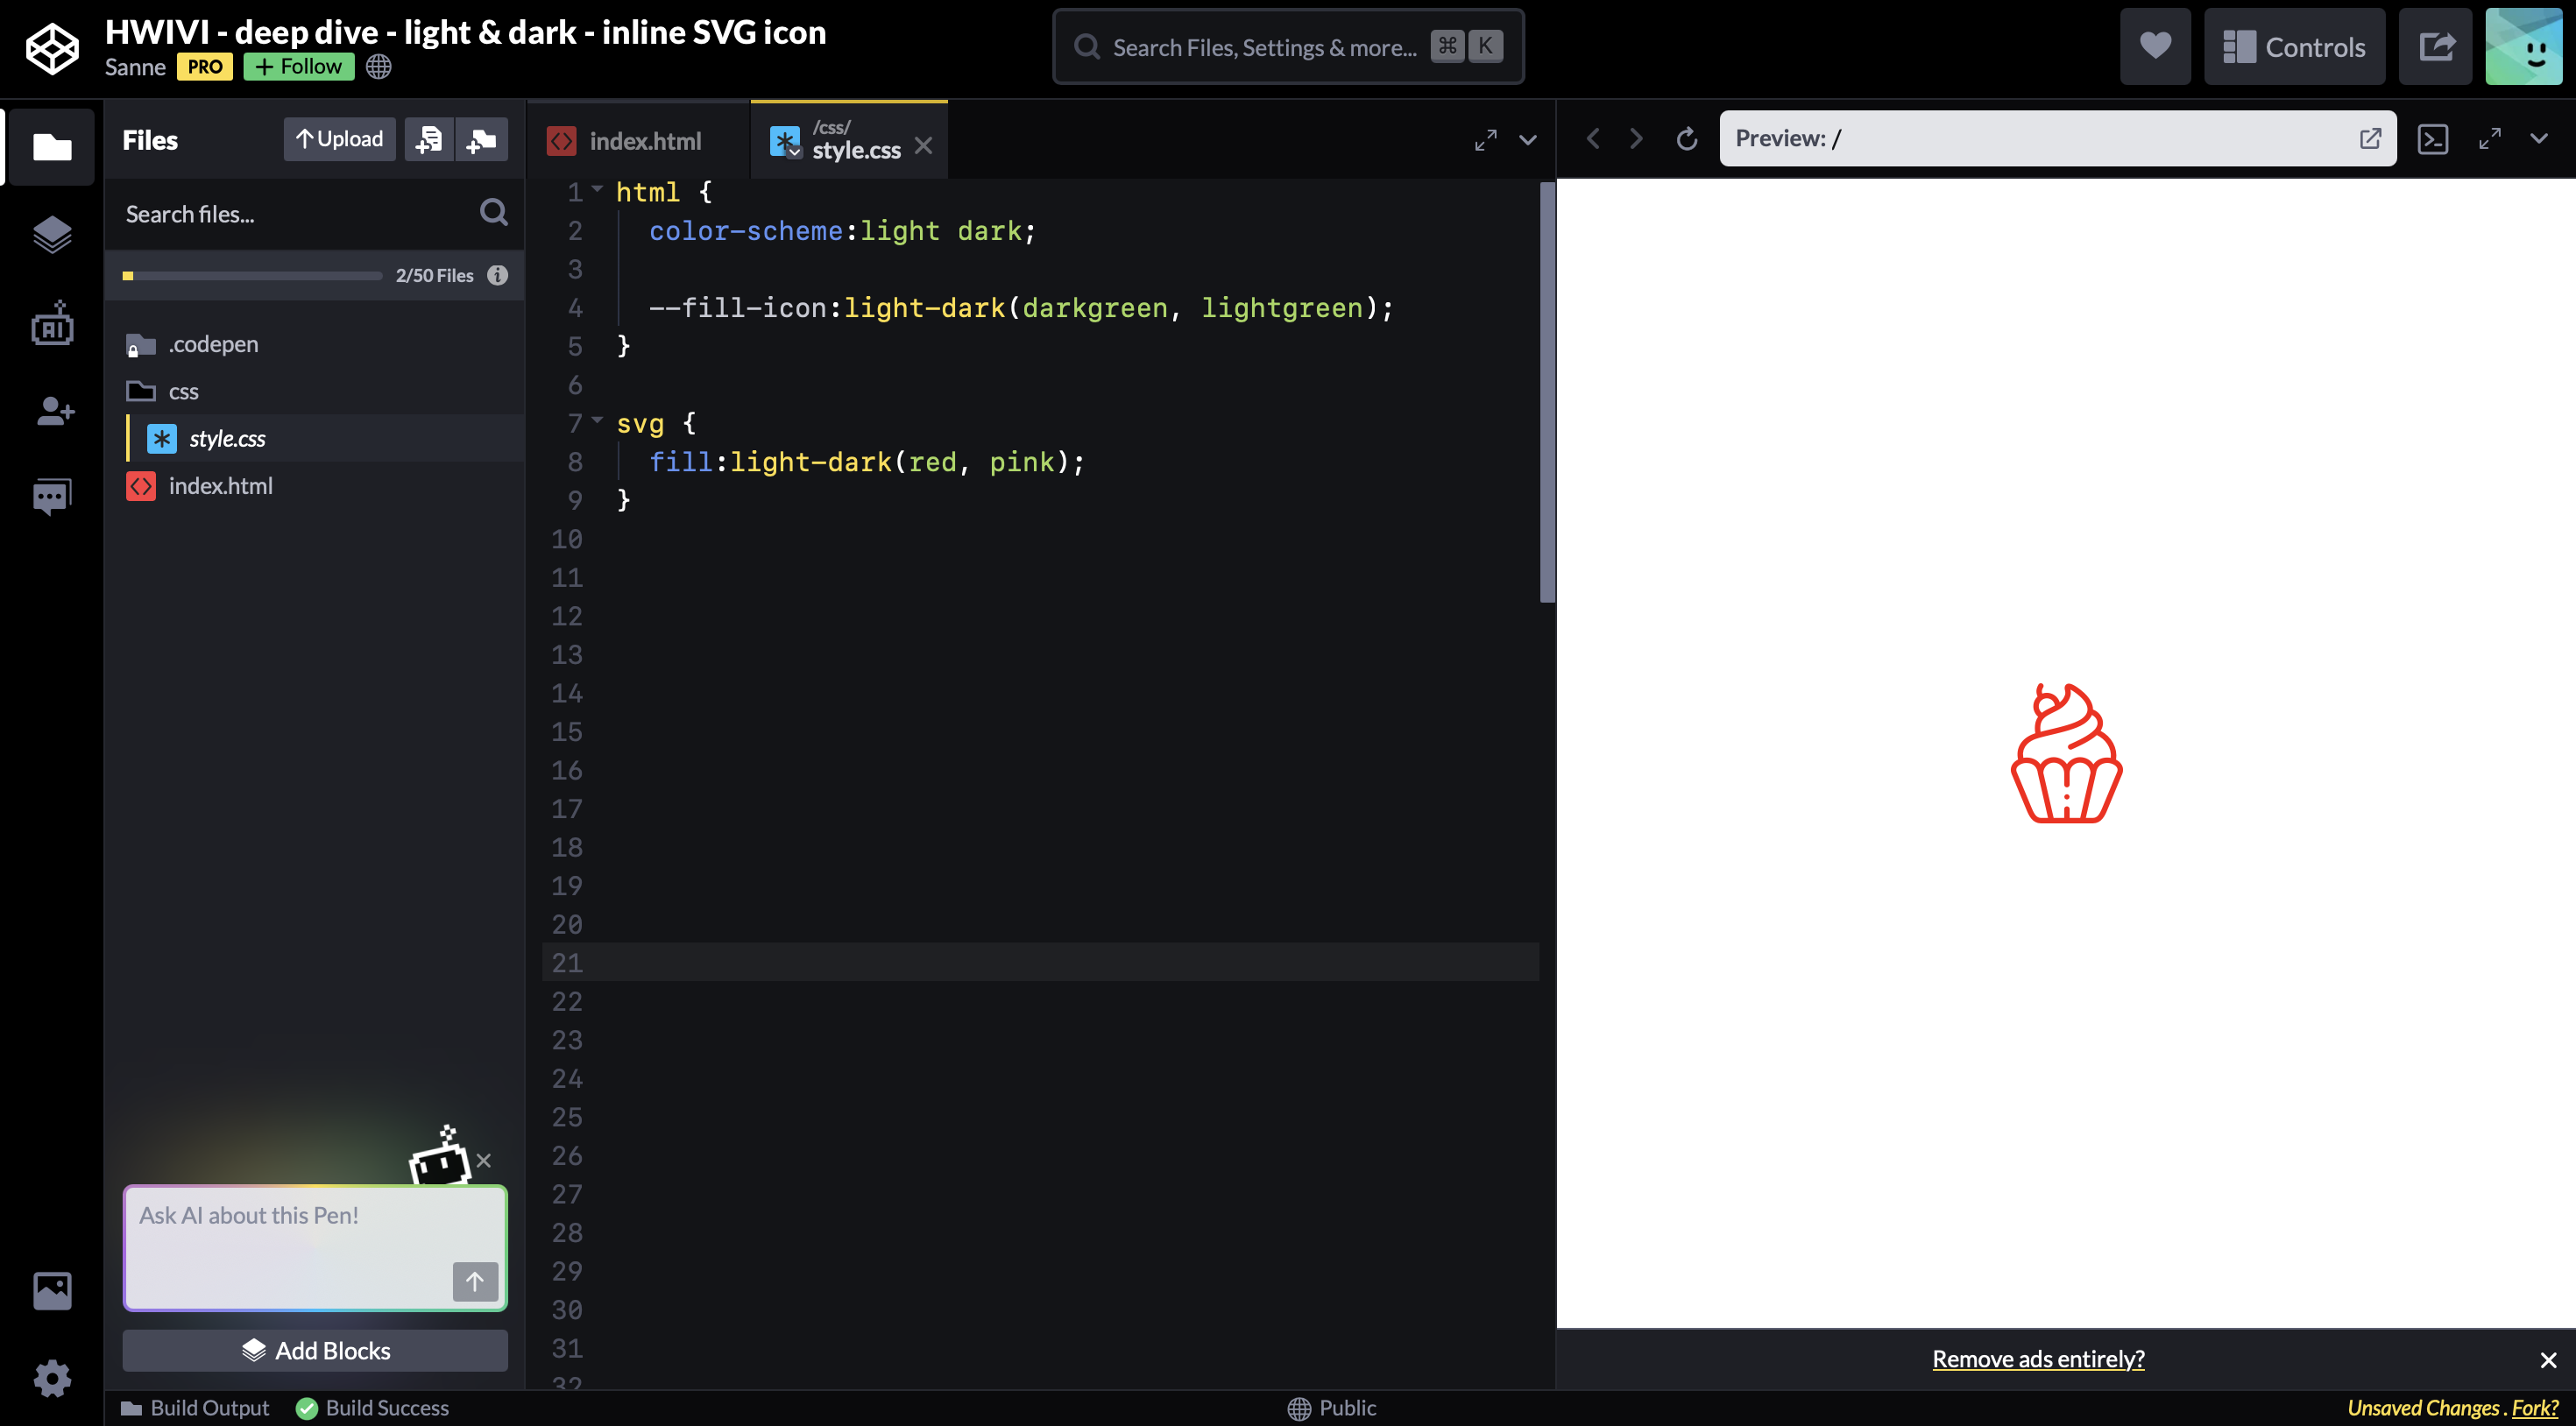 HWIVI - deep dive - light & dark - inline SVG icon
Sanne PRO + Follow
Search Files, Settings & more... ⌘ K
Controls
Files
Upload
Search files...
2/50 Files
.codepen
css
style.css
index.html
AI
Ask AI about this Pen!
Add Blocks
index.html
/css/
style.css
1 html {
2 color-scheme:light dark;
3
4 --fill-icon:light-dark(darkgreen, lightgreen);
5 }
6
7 svg {
8 fill:light-dark(red, pink);
9 }
10
11
12
13
14
15
16
17
18
19
20
21
22
23
24
25
26
27
28
29
30
31
32
Preview: /
Remove ads entirely?
Build Output
Build Success
Public
Unsaved Changes . Fork?